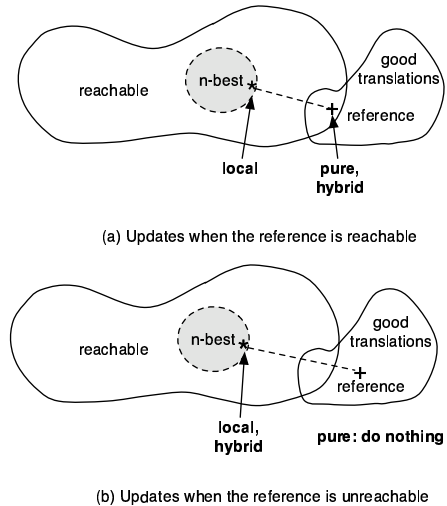 good
translations
n-best
*
reachable
+
reference
local
pure,
hybrid
(a) Updates when the reference is reachable
good
translations
n-best
*
reachable
+
reference
local,
hybrid
pure: do nothing
(b) Updates when the reference is unreachable